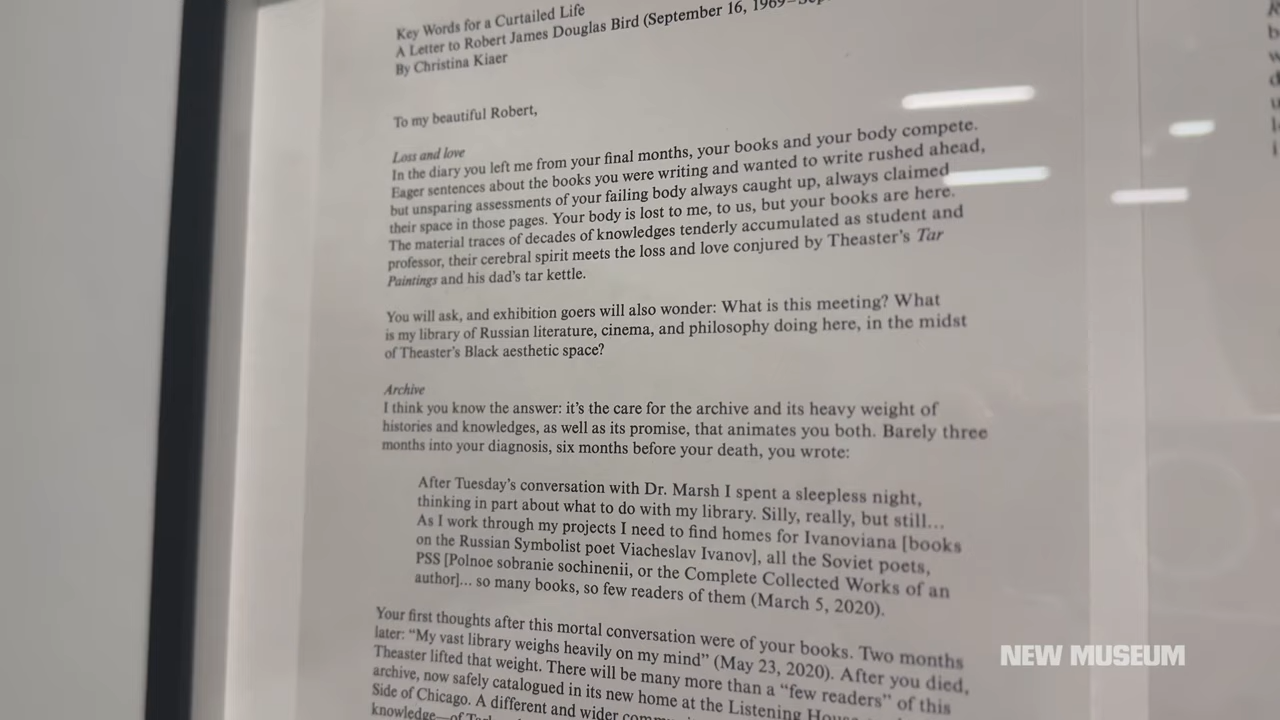 Key Words for a Curtailed Life
A Letter to Robert James Douglas Bird (September 16, 1969–Sep
By Christina Kiaer
To my beautiful Robert,
Loss and love
In the diary you left me from your final months, your books and your body compete.
Eager sentences about the books you were writing and wanted to write rushed ahead,
but unsparing assessments of your failing body always caught up, always claimed
their space in those pages. Your body is lost to me, to us, but your books are here.
The material traces of decades of knowledges tenderly accumulated as student and
professor, their cerebral spirit meets the loss and love conjured by Theaster's Tar
Paintings and his dad's tar kettle.
You will ask, and exhibition goers will also wonder: What is this meeting? What
is my library of Russian literature, cinema, and philosophy doing here, in the midst
of Theaster's Black aesthetic space?
Archive
I think you know the answer: it's the care for the archive and its heavy weight of
histories and knowledges, as well as its promise, that animates you both. Barely three
months into your diagnosis, six months before your death, you wrote:
After Tuesday's conversation with Dr. Marsh I spent a sleepless night,
thinking in part about what to do with my library. Silly, really, but still...
As I work through my projects I need to find homes for Ivanoviana [books
on the Russian Symbolist poet Viacheslav Ivanov], all the Soviet poets,
PSS [Polnoe sobranie sochinenii, or the Complete Collected Works of an
author]... so many books, so few readers of them (March 5, 2020).
Your first thoughts after this mortal conversation were of your books. Two months
later: “My vast library weighs heavily on my mind” (May 23, 2020). After you died,
Theaster lifted that weight. There will be many more than a “few readers” of this
archive, now safely catalogued in its new home at the Listening House
Side of Chicago. A different and wider
knowledge—of
NEW MUSEUM